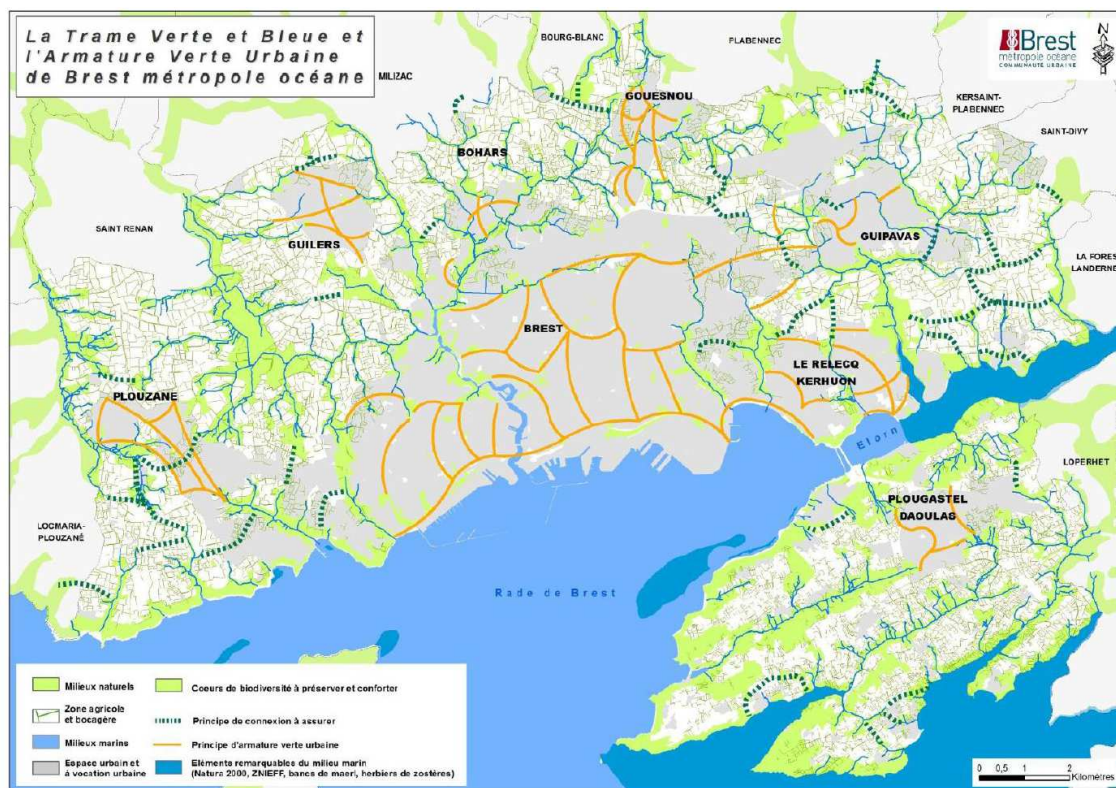 La Trame Verte et Bleue et
l'Armature Verte Urbaine
de Brest métropole océane
BOURG-BLANC
PLABENNEC
Brest
métropole océane
COMMUNAUTÉ URBAINE
N
MILIZAC
GOUESNOU
KERSAINT-
PLABENNEC
SAINT-DIVY
BOHARS
SAINT RENAN
GUILERS
GUIPAVAS
LA FORES
LANDERNE
BREST
LE RELECQ
KERHUON
PLOUZANE
Elorn
LOPERHET
PLOUGASTEL
DAOULAS
LOCMARIA-
PLOUZANÉ
Rade de Brest
Milieux naturels
Coeurs de biodiversité à préserver et conforter
Zone agricole
et bocagère
Principe de connexion à assurer
Milieux marins
Principe d'armature verte urbaine
Espace urbain et
à vocation urbaine
Eléments remarquables du milieu marin
(Natura 2000, ZNIEFF, bancs de maerl, herbiers de zostères)
0 0,5 1 2
Kilomètres